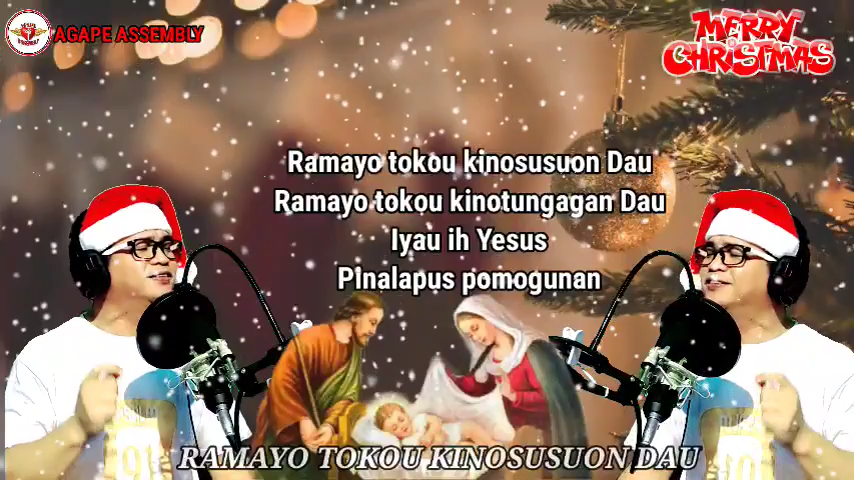 AGAPE ASSEMBLY
MERRY
CHRISTMAS
Ramayo tokou kinosusuon Dau
Ramayo tokou kinotungagan Dau
Iyau ih Yesus
PInalapus pomogunan
RAMAYO TOKOU KINOSUSUON DAU